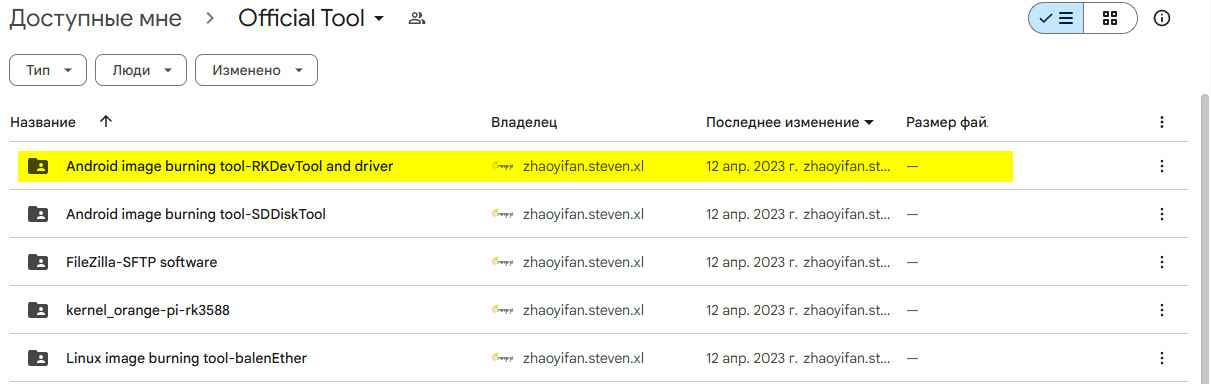 Доступные мне > Official Tool
Тип Люди Изменено
Название Владелец Последнее изменение Размер фай.
Android image burning tool-RKDevTool and driver zhaoyifan.steven.xl 12 апр. 2023 г. zhaoyifan.st... —
Android image burning tool-SDDiskTool zhaoyifan.steven.xl 12 апр. 2023 г. zhaoyifan.st... —
FileZilla-SFTP software zhaoyifan.steven.xl 12 апр. 2023 г. zhaoyifan.st... —
kernel_orange-pi-rk3588 zhaoyifan.steven.xl 12 апр. 2023 г. zhaoyifan.st... —
Linux image burning tool-balenEther zhaoyifan.steven.xl 12 апр. 2023 г. zhaoyifan.st... —